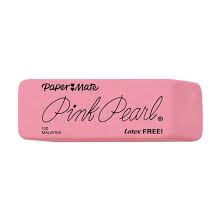 Paper Mate
Pink Pearl®
100
MALAYSIA
Latex FREE!